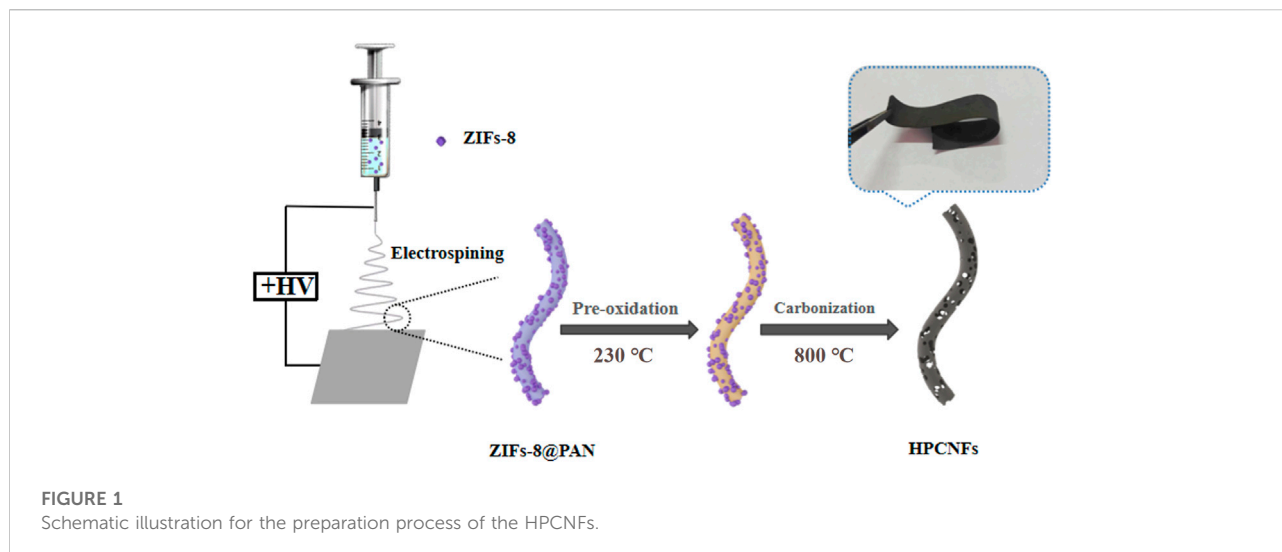 ZIFs-8
Electrospining
+HV
Pre-oxidation
230 °C
Carbonization
800 °C
ZIFs-8@PAN
HPCNFs
FIGURE 1
Schematic illustration for the preparation process of the HPCNFs.